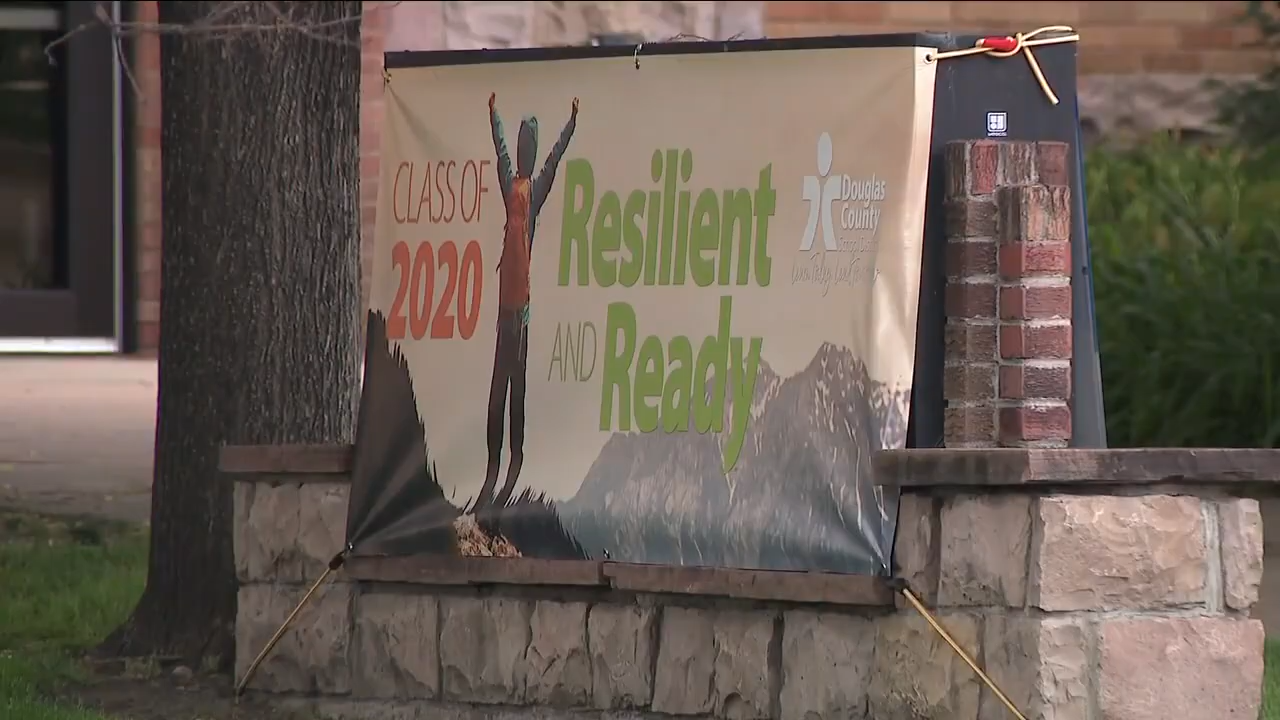 CLASS OF
2020
Resilient
AND Ready
Douglas
County